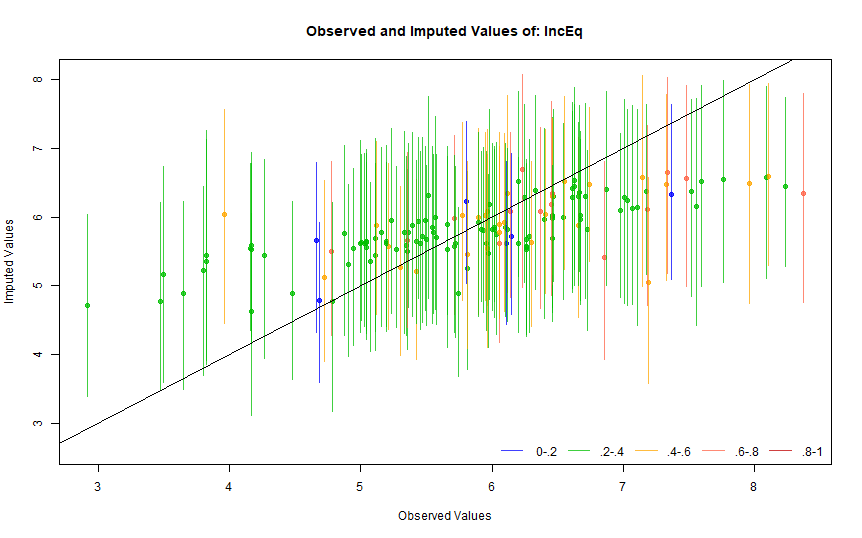 Observed and Imputed Values of: IncEq
Imputed Values
8
7
6
5
4
3
0-.2 .2-.4 .4-.6 .6-.8 .8-1
3 4 5 6 7 8
Observed Values